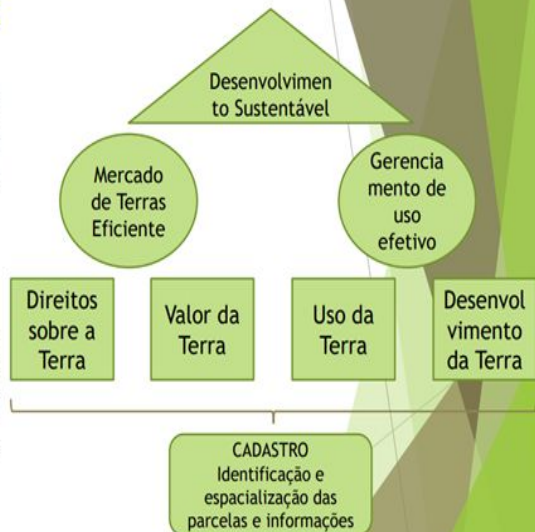 Desenvolvimen
to Sustentável
Mercado
de Terras
Eficiente
Gerencia
mento de
uso
efetivo
Direitos
sobre a
Terra
Valor da
Terra
Uso da
Terra
Desenvol
vimento
da Terra
CADASTRO
Identificação e
espacialização das
parcelas e informações